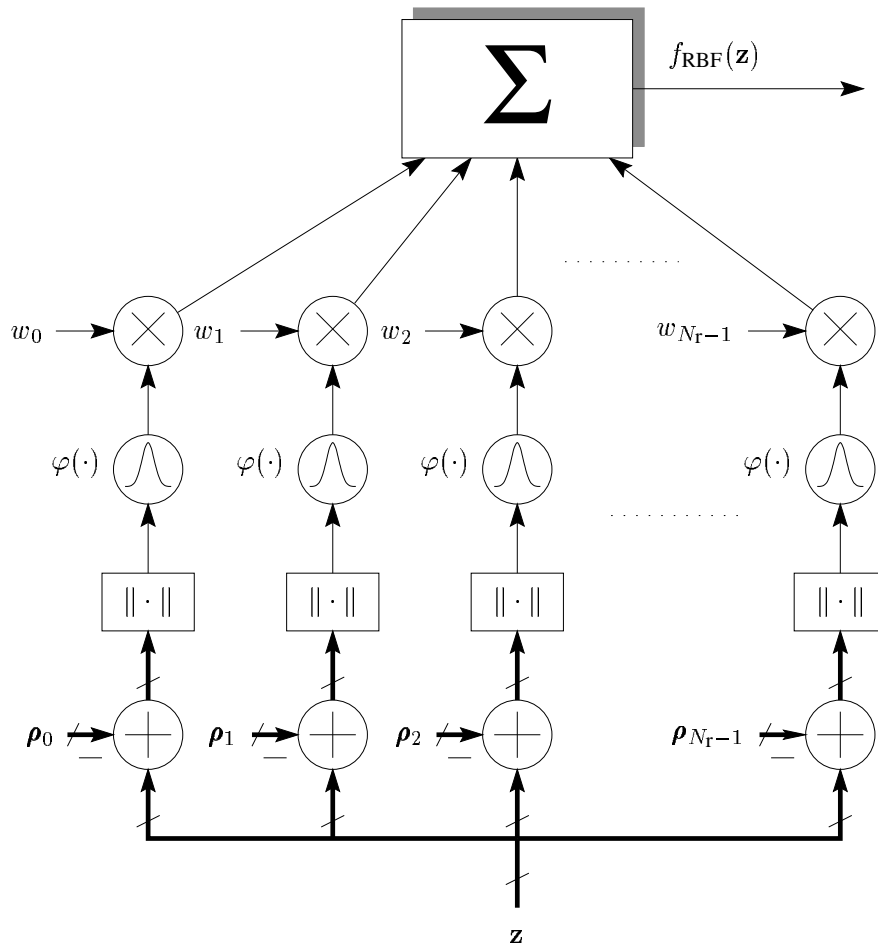 Σ
f_RBF(𝐳)
. . . . . . . . . .
w_0 w_1 w_2 w_{N_r−1}
φ(·) φ(·) φ(·) φ(·)
. . . . . . . . . . .
‖ · ‖ ‖ · ‖ ‖ · ‖ ‖ · ‖
𝝆_0 𝝆_1 𝝆_2 𝝆_{N_r−1}
− − − −
𝐳